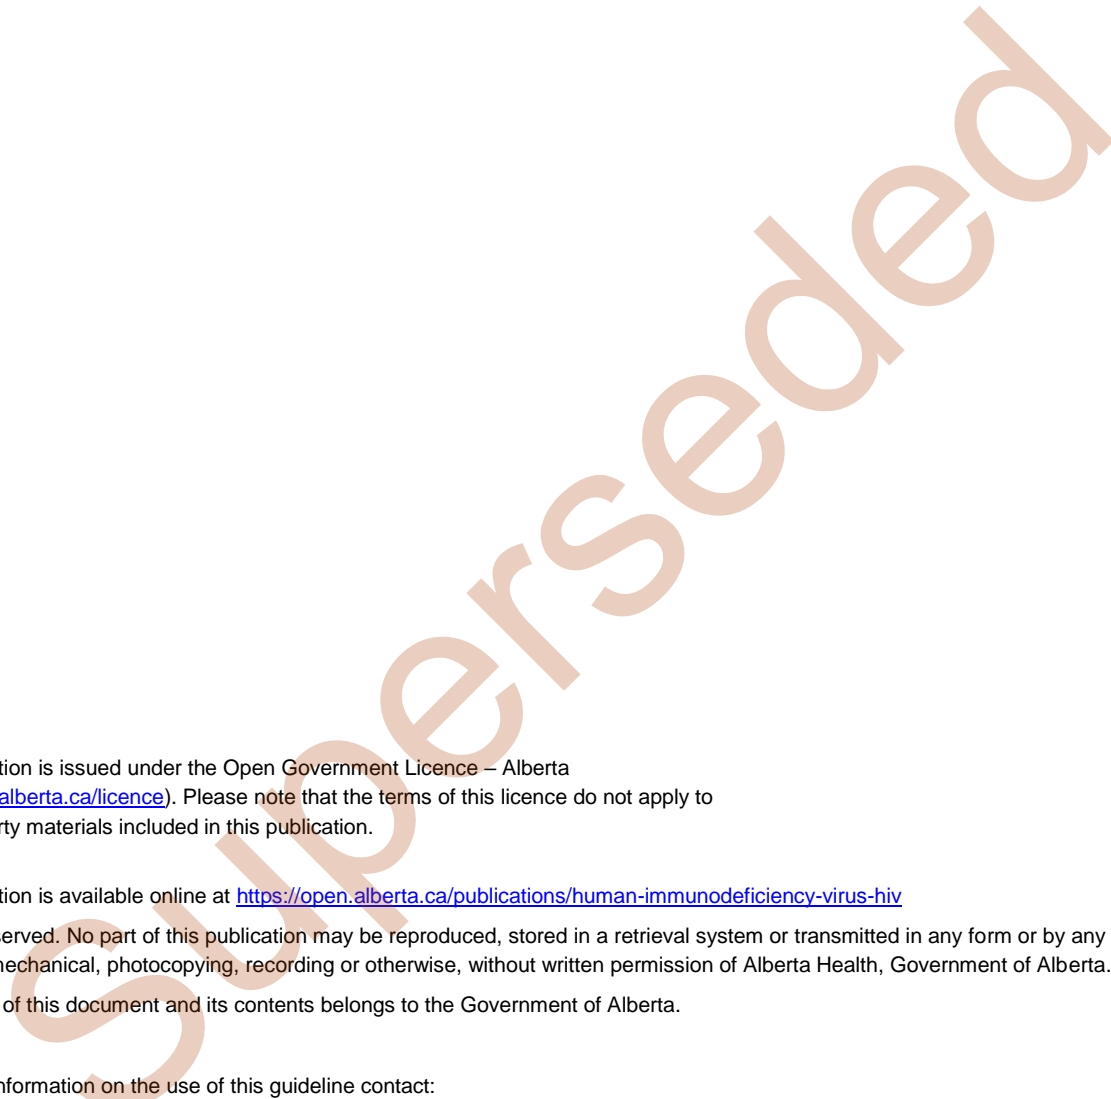 tion is issued under the Open Government Licence – Alberta
alberta.ca/licence). Please note that the terms of this licence do not apply to
rty materials included in this publication.
tion is available online at https://open.alberta.ca/publications/human-immunodeficiency-virus-hiv
served. No part of this publication may be reproduced, stored in a retrieval system or transmitted in any form or by any
mechanical, photocopying, recording or otherwise, without written permission of Alberta Health, Government of Alberta.
of this document and its contents belongs to the Government of Alberta.
nformation on the use of this guideline contact:
Superseded